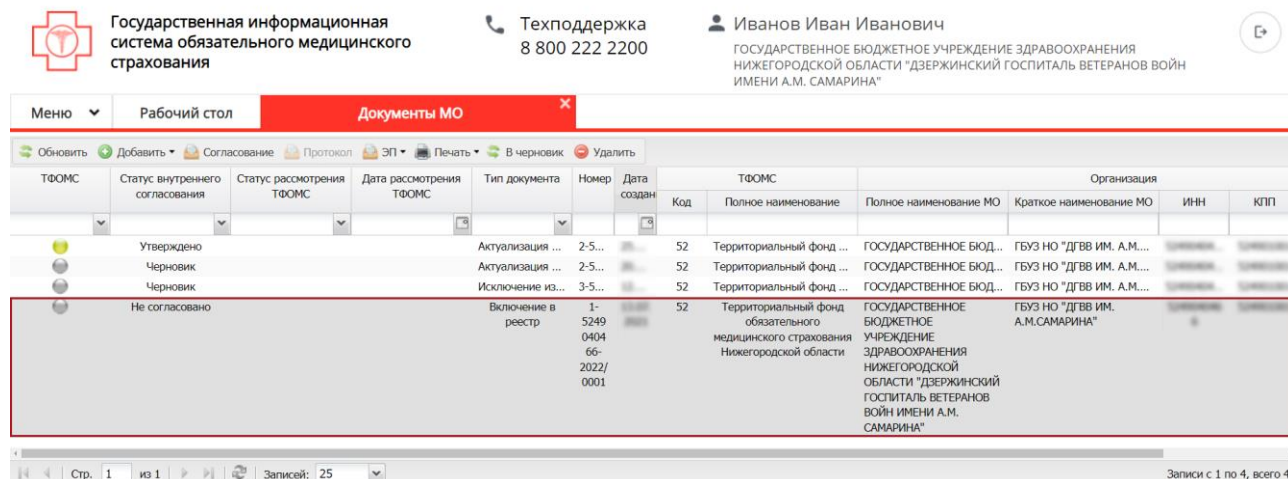 Государственная информационная
система обязательного медицинского
страхования
Техподдержка
8 800 222 2200
Иванов Иван Иванович
ГОСУДАРСТВЕННОЕ БЮДЖЕТНОЕ УЧРЕЖДЕНИЕ ЗДРАВООХРАНЕНИЯ
НИЖЕГОРОДСКОЙ ОБЛАСТИ "ДЗЕРЖИНСКИЙ ГОСПИТАЛЬ ВЕТЕРАНОВ ВОЙН
ИМЕНИ А.М. САМАРИНА"
Меню Рабочий стол Документы МО
Обновить Добавить Согласование Протокол ЭП Печать В черновик Удалить
ТФОМС Статус внутреннего согласования Статус рассмотрения ТФОМС Дата рассмотрения ТФОМС Тип документа Номер Дата создан ТФОМС Организация
Код Полное наименование Полное наименование МО Краткое наименование МО ИНН КПП
Утверждено Актуализация ... 2-5... 52 Территориальный фонд ... ГОСУДАРСТВЕННОЕ БЮД... ГБУЗ НО "ДГВВ ИМ. А.М....
Черновик Актуализация ... 2-5... 52 Территориальный фонд ... ГОСУДАРСТВЕННОЕ БЮД... ГБУЗ НО "ДГВВ ИМ. А.М....
Черновик Исключение из... 3-5... 52 Территориальный фонд ... ГОСУДАРСТВЕННОЕ БЮД... ГБУЗ НО "ДГВВ ИМ. А.М....
Не согласовано Включение в 1- 52 Территориальный фонд ГОСУДАРСТВЕННОЕ ГБУЗ НО "ДГВВ ИМ.
реестр 5249 обязательного БЮДЖЕТНОЕ А.М.САМАРИНА"
0404 медицинского страхования УЧРЕЖДЕНИЕ
66- Нижегородской области ЗДРАВООХРАНЕНИЯ
2022/ НИЖЕГОРОДСКОЙ
0001 ОБЛАСТИ "ДЗЕРЖИНСКИЙ
ГОСПИТАЛЬ ВЕТЕРАНОВ
ВОЙН ИМЕНИ А.М.
САМАРИНА"
Стр. 1 из 1 Записей: 25 Записи с 1 по 4, всего 4